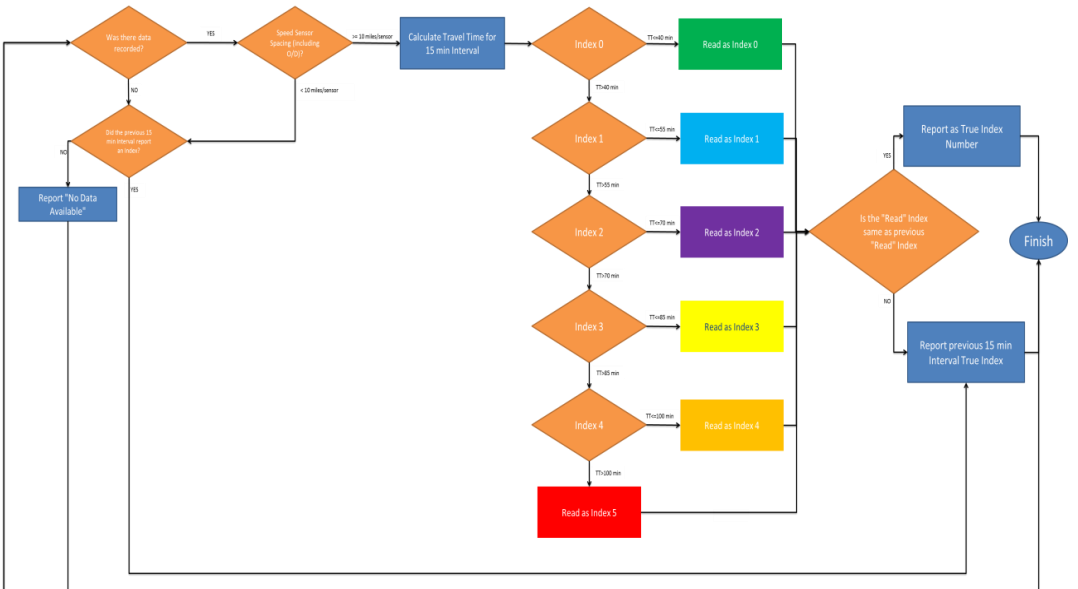 Was there data
recorded?
YES
Speed Sensor
Spacing (including
O/D)?
>= 10 miles/sensor
Calculate Travel Time for
15 min Interval
Index 0
TT<=40 min
Read as Index 0
NO
< 10 miles/sensor
TT>40 min
Did the previous 15
min interval report
an index?
NO
YES
Report "No Data
Available"
Index 1
TT<=55 min
Read as Index 1
TT>55 min
Index 2
TT<=70 min
Read as Index 2
TT>70 min
Index 3
TT<=85 min
Read as Index 3
TT>85 min
Index 4
TT<=100 min
Read as Index 4
TT>100 min
Read as Index 5
Is the "Read" Index
same as previous
"Read" Index
YES
Report as True Index
Number
NO
Report previous 15 min
Interval True Index
Finish